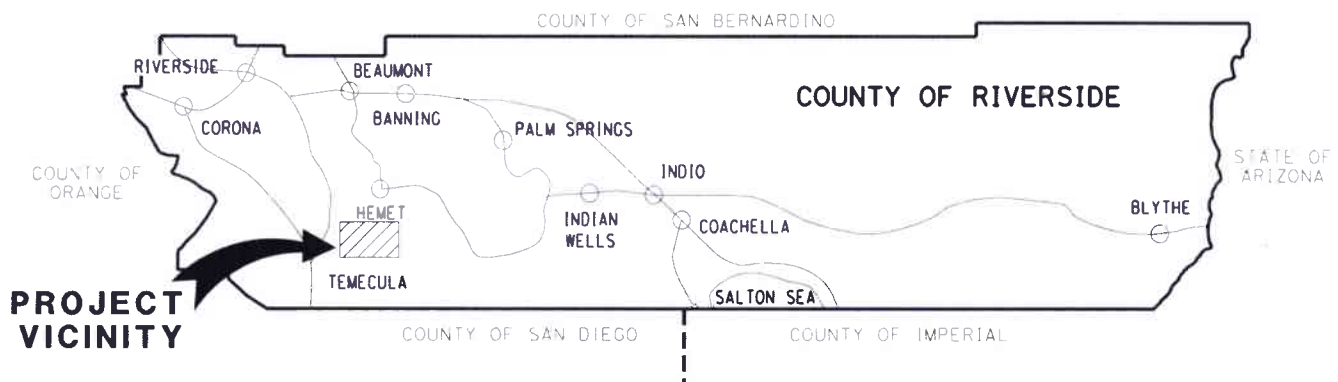 COUNTY OF SAN BERNARDINO
RIVERSIDE
BEAUMONT
COUNTY OF RIVERSIDE
CORONA
BANNING
PALM SPRINGS
COUNTY OF
ORANGE
STATE OF
ARIZONA
INDIO
HEMET
INDIAN
WELLS
COACHELLA
BLYTHE
TEMECULA
SALTON SEA
PROJECT
VICINITY
COUNTY OF SAN DIEGO
COUNTY OF IMPERIAL